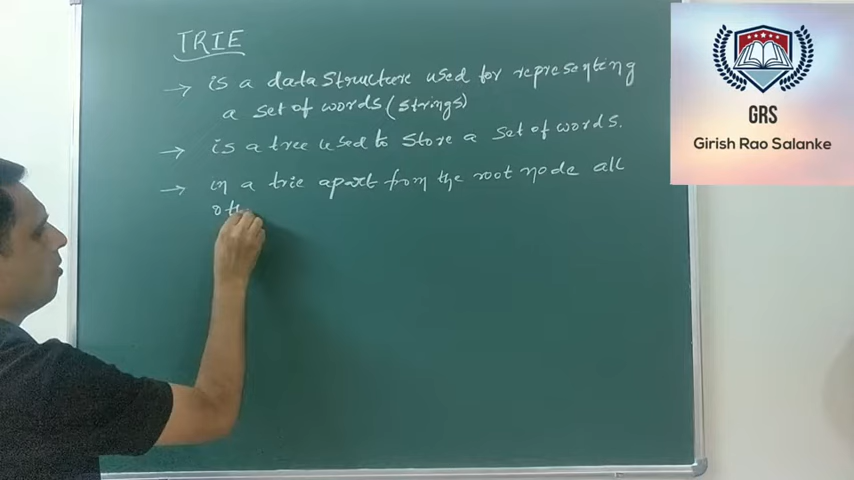 TRIE
→ is a data structure used for representing
a set of words (strings)
→ is a tree used to store a set of words.
→ in a trie apart from the root node all
oth
GRS
Girish Rao Salanke